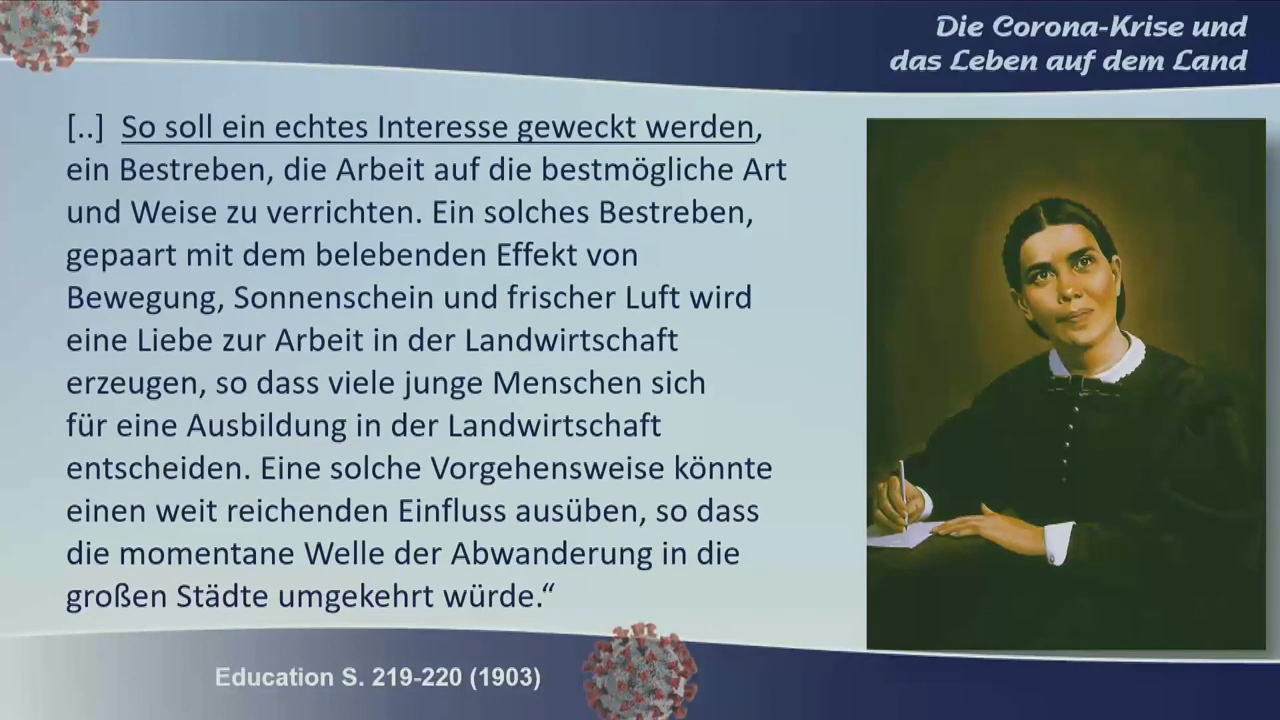 Die Corona-Krise und
das Leben auf dem Land
[..] So soll ein echtes Interesse geweckt werden,
ein Bestreben, die Arbeit auf die bestmögliche Art
und Weise zu verrichten. Ein solches Bestreben,
gepaart mit dem belebenden Effekt von
Bewegung, Sonnenschein und frischer Luft wird
eine Liebe zur Arbeit in der Landwirtschaft
erzeugen, so dass viele junge Menschen sich
für eine Ausbildung in der Landwirtschaft
entscheiden. Eine solche Vorgehensweise könnte
einen weit reichenden Einfluss ausüben, so dass
die momentane Welle der Abwanderung in die
großen Städte umgekehrt würde.“
Education S. 219-220 (1903)